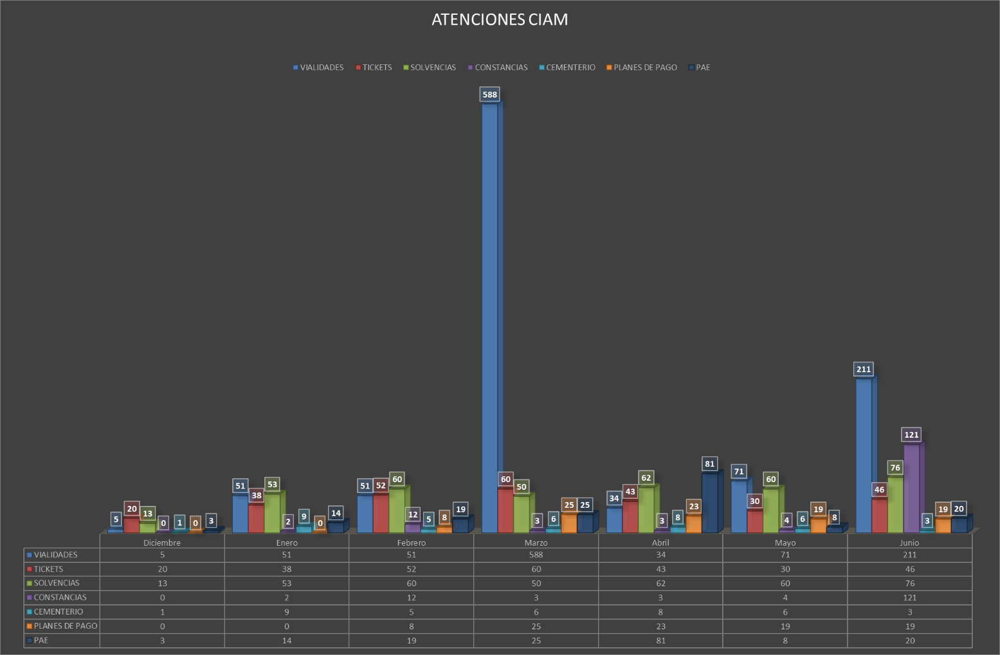 ATENCIONES CIAM
VIALIDADES TICKETS SOLVENCIAS CONSTANCIAS CEMENTERIO PLANES DE PAGO PAE
5 20 13 0 1 0 3
51 38 53 2 9 0 14
51 52 60 12 5 8 19
588 60 50 3 6 25 25
34 43 62 3 8 23 81
71 30 60 4 6 19 8
211 46 76 121 3 19 20
Diciembre Enero Febrero Marzo Abril Mayo Junio
VIALIDADES 5 51 51 588 34 71 211
TICKETS 20 38 52 60 43 30 46
SOLVENCIAS 13 53 60 50 62 60 76
CONSTANCIAS 0 2 12 3 3 4 121
CEMENTERIO 1 9 5 6 8 6 3
PLANES DE PAGO 0 0 8 25 23 19 19
PAE 3 14 19 25 81 8 20